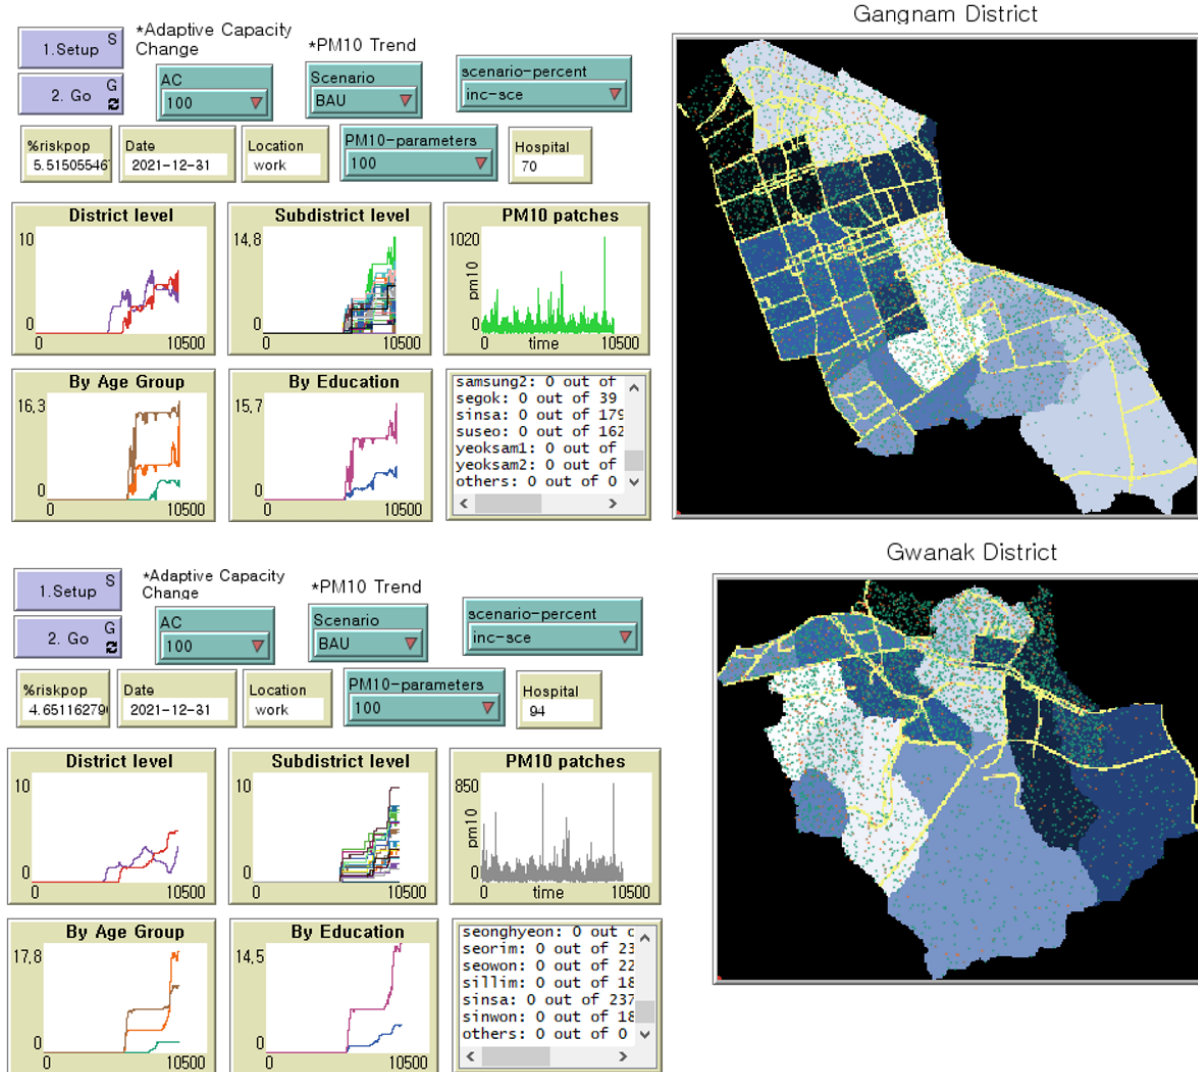 Gangnam District
1.Setup S
*Adaptive Capacity
Change
*PM10 Trend
2. Go G
AC
100
Scenario
BAU
scenario-percent
inc-sce
%riskpop
5.515055467
Date
2021-12-31
Location
work
PM10-parameters
100
Hospital
70
District level
10
0
0 10500
Subdistrict level
14,8
0
0 10500
PM10 patches
1020
pm10
0
0 time 10500
By Age Group
16,3
0
0 10500
By Education
15,7
0
0 10500
samsung2: 0 out of
segok: 0 out of 39
sinsa: 0 out of 179
suseo: 0 out of 162
yeoksam1: 0 out of
yeoksam2: 0 out of
others: 0 out of 0
Gwanak District
1.Setup S
*Adaptive Capacity
Change
*PM10 Trend
2. Go G
AC
100
Scenario
BAU
scenario-percent
inc-sce
%riskpop
4.65116279
Date
2021-12-31
Location
work
PM10-parameters
100
Hospital
94
District level
10
0
0 10500
Subdistrict level
10
0
0 10500
PM10 patches
850
pm10
0
0 time 10500
By Age Group
17,8
0
0 10500
By Education
14,5
0
0 10500
seonghyeon: 0 out
seorim: 0 out of 23
seowon: 0 out of 22
sillim: 0 out of 18
sinsa: 0 out of 237
sinwon: 0 out of 18
others: 0 out of 0